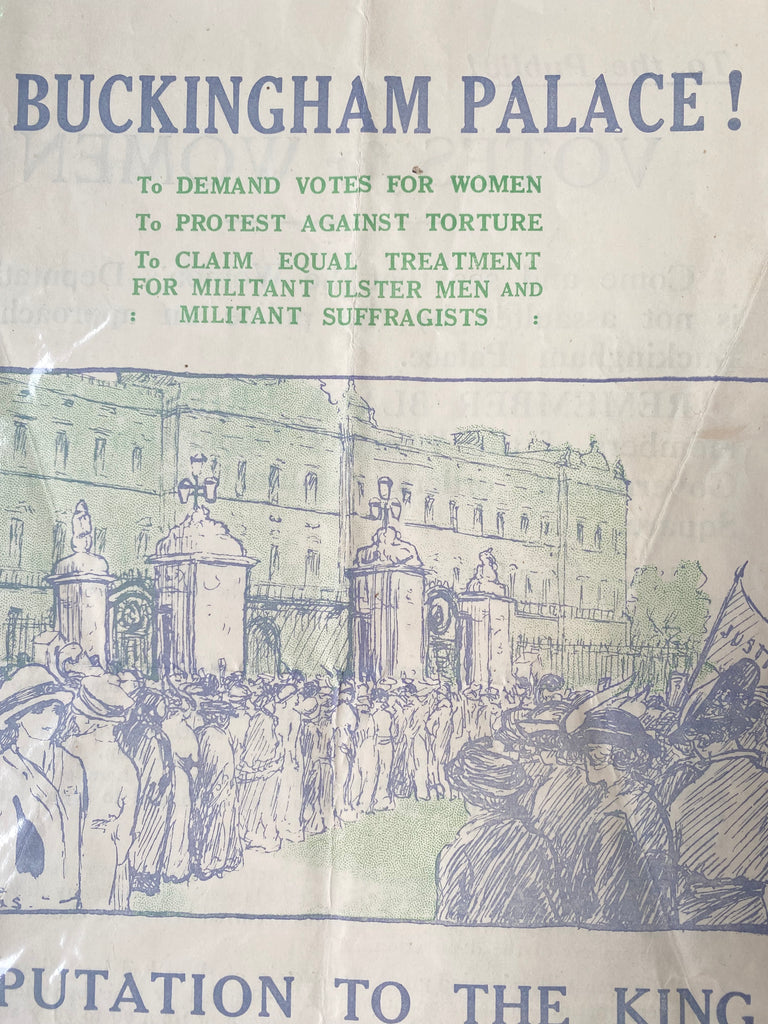 BUCKINGHAM PALACE!
To DEMAND VOTES FOR WOMEN
To PROTEST AGAINST TORTURE
To CLAIM EQUAL TREATMENT
FOR MILITANT ULSTER MEN AND
: MILITANT SUFFRAGISTS :
JUSTI
PUTATION TO THE KING